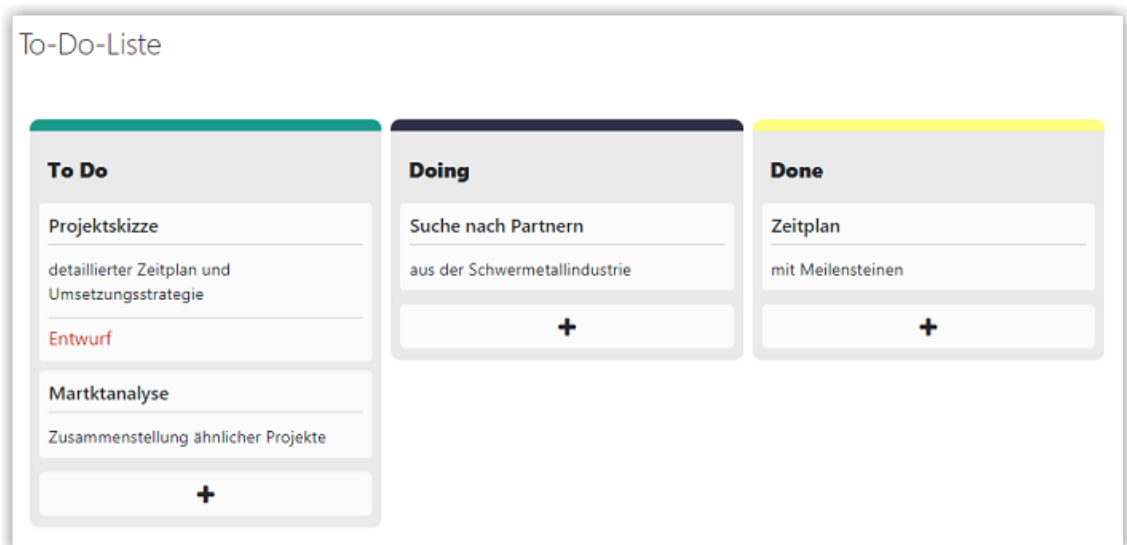 To-Do-Liste
To Do
Projektskizze
detaillierter Zeitplan und
Umsetzungsstrategie
Entwurf
Martktanalyse
Zusammenstellung ähnlicher Projekte
+
Doing
Suche nach Partnern
aus der Schwermetallindustrie
+
Done
Zeitplan
mit Meilensteinen
+